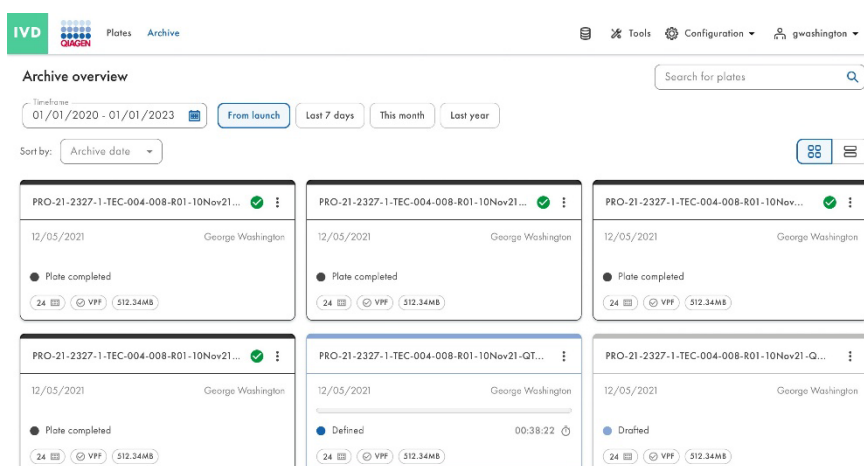 IVD QIAGEN Plates Archive Tools Configuration gwashington
Archive overview Search for plates
Timeframe
01/01/2020 - 01/01/2023 From launch Last 7 days This month Last year
Sort by: Archive date
PRO-21-2327-1-TEC-004-008-R01-10Nov21... PRO-21-2327-1-TEC-004-008-R01-10Nov21... PRO-21-2327-1-TEC-004-008-R01-10Nov...
12/05/2021 George Washington 12/05/2021 George Washington 12/05/2021 George Washington
Plate completed Plate completed Plate completed
24 VPF 512.34MB 24 VPF 512.34MB 24 VPF 512.34MB
PRO-21-2327-1-TEC-004-008-R01-10Nov21... PRO-21-2327-1-TEC-004-008-R01-10Nov21-QT... PRO-21-2327-1-TEC-004-008-R01-10Nov21-Q...
12/05/2021 George Washington 12/05/2021 George Washington 12/05/2021 George Washington
Plate completed Defined 00:38:22 Drafted
24 VPF 512.34MB 24 VPF 512.34MB 24 VPF 512.34MB